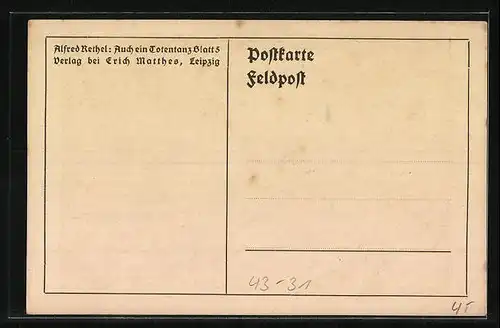 Alfred Rethel: Auch ein Totentanz Blatt 5
Verlag bei Erich Matthes, Leipzig
Postkarte
Feldpost
43-31
45